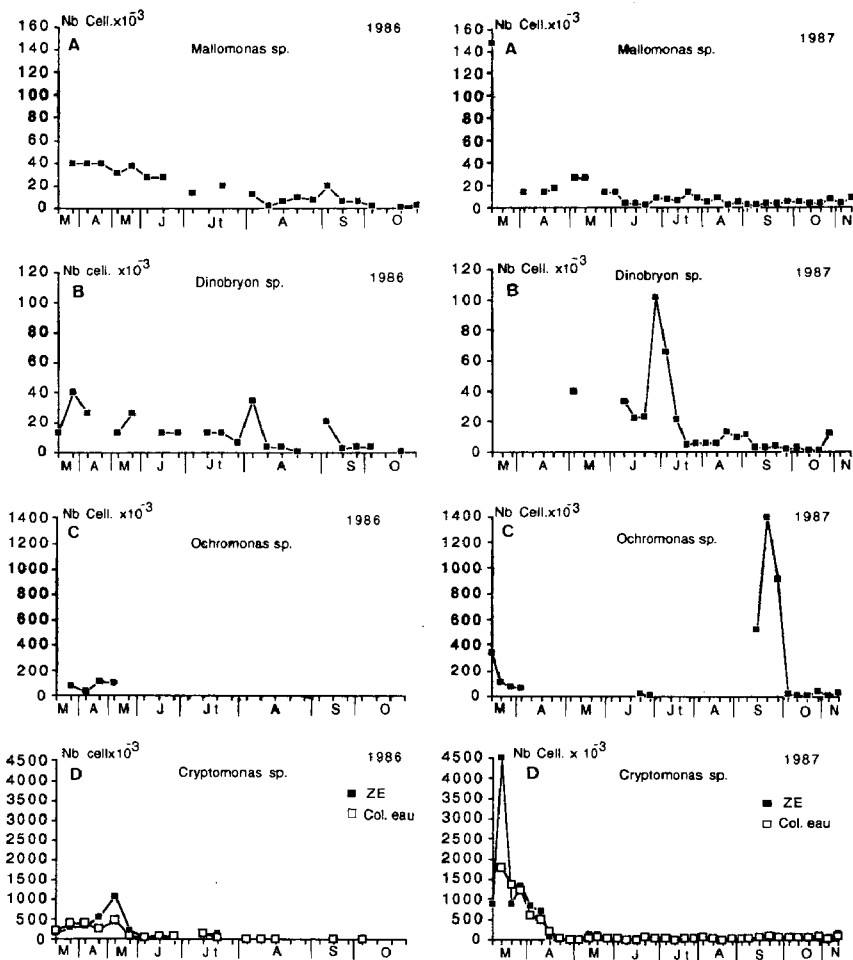 Nb Cell.x10-3
A
Mallomonas sp.
1986
160
140
120
100
80
60
40
20
0
M A M J Jt A S O
Nb Cell.x10-3
A
Mallomonas sp.
1987
160
140
120
100
80
60
40
20
0
M A M J Jt A S O N
Nb cell. x10-3
B
Dinobryon sp.
1986
120
100
80
60
40
20
0
M A M J Jt A S O
Nb cell. x10-3
B
Dinobryon sp.
1987
120
100
80
60
40
20
0
M A M J Jt A S O N
Nb Cell. x10-3
C
Ochromonas sp.
1986
1400
1200
1000
800
600
400
200
0
M A M J Jt A S O
Nb Cell.x10-3
C
Ochromonas sp.
1987
1400
1200
1000
800
600
400
200
0
M A M J Jt A S O N
Nb cellx10-3
D
Cryptomonas sp.
1986
ZE
Col. eau
4500
4000
3500
3000
2500
2000
1500
1000
500
0
M A M J Jt A S O
Nb Cell. x 10-3
D
Cryptomonas sp.
1987
ZE
Col. eau
4500
4000
3500
3000
2500
2000
1500
1000
500
0
M A M J Jt A S O N